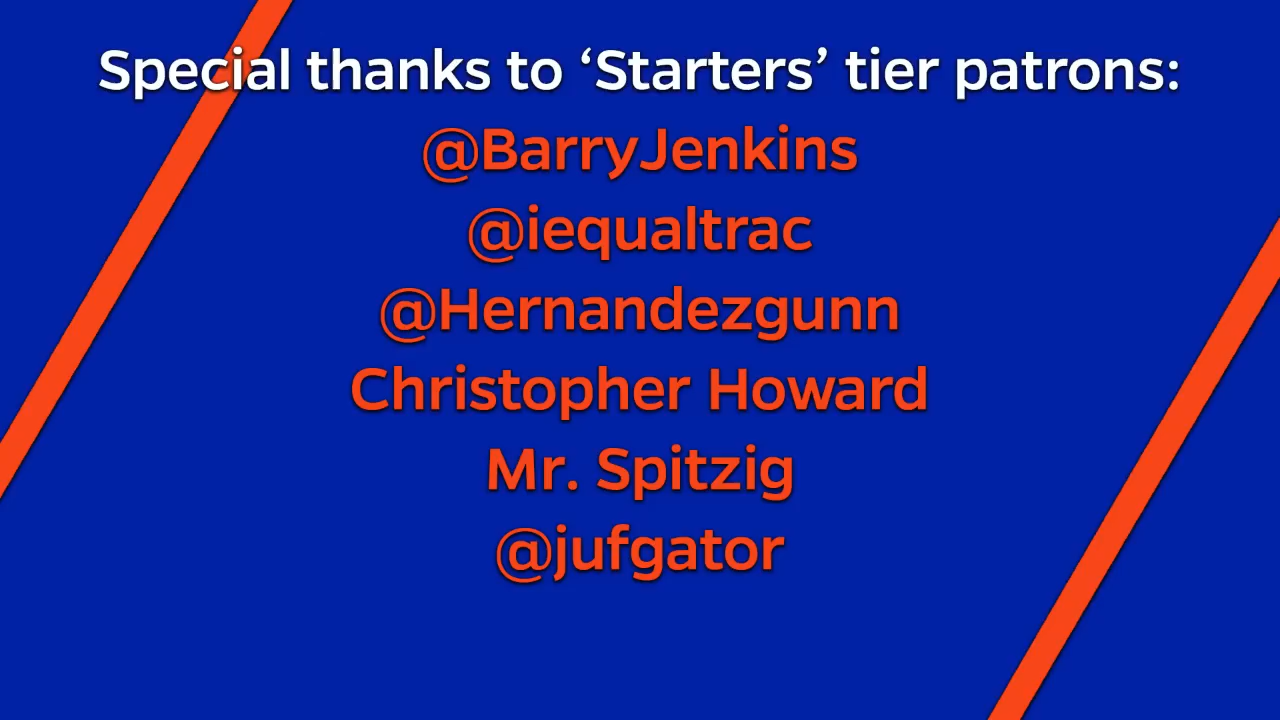 Special thanks to ‘Starters’ tier patrons:
@BarryJenkins
@iequaltrac
@Hernandezgunn
Christopher Howard
Mr. Spitzig
@jufgator